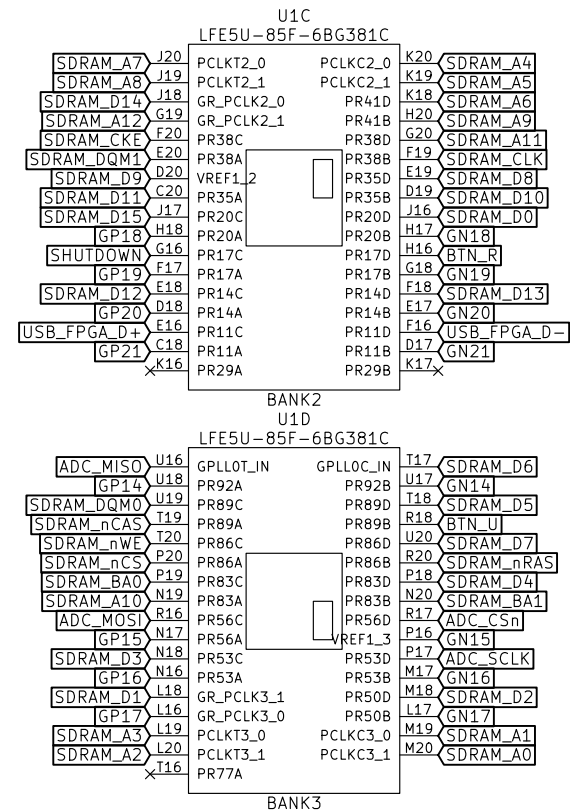 U1C
LFE5U-85F-6BG381C
SDRAM_A7 J20 PCLKT2_0 PCLKC2_0 K20 SDRAM_A4
SDRAM_A8 J19 PCLKT2_1 PCLKC2_1 K19 SDRAM_A5
SDRAM_D14 J18 GR_PCLK2_0 PR41D K18 SDRAM_A6
SDRAM_A12 G19 GR_PCLK2_1 PR41B H20 SDRAM_A9
SDRAM_CKE F20 PR38C PR38D G20 SDRAM_A11
SDRAM_DQM1 E20 PR38A PR38B F19 SDRAM_CLK
SDRAM_D9 D20 VREF1_2 PR35D E19 SDRAM_D8
SDRAM_D11 C20 PR35A PR35B D19 SDRAM_D10
SDRAM_D15 J17 PR20C PR20D J16 SDRAM_D0
GP18 H18 PR20A PR20B H17 GN18
SHUTDOWN G16 PR17C PR17D H16 BTN_R
GP19 F17 PR17A PR17B G18 GN19
SDRAM_D12 E18 PR14C PR14D F18 SDRAM_D13
GP20 D18 PR14A PR14B E17 GN20
USB_FPGA_D+ E16 PR11C PR11D F16 USB_FPGA_D-
GP21 C18 PR11A PR11B D17 GN21
K16 PR29A PR29B K17
BANK2
U1D
LFE5U-85F-6BG381C
ADC_MISO U16 GPLL0T_IN GPLL0C_IN T17 SDRAM_D6
GP14 U18 PR92A PR92B U17 GN14
SDRAM_DQM0 U19 PR89C PR89D T18 SDRAM_D5
SDRAM_nCAS T19 PR89A PR89B R18 BTN_U
SDRAM_nWE T20 PR86C PR86D U20 SDRAM_D7
SDRAM_nCS P20 PR86A PR86B R20 SDRAM_nRAS
SDRAM_BA0 P19 PR83C PR83D P18 SDRAM_D4
SDRAM_A10 N19 PR83A PR83B N20 SDRAM_BA1
ADC_MOSI R16 PR56C PR56D R17 ADC_CSn
GP15 N17 PR56A VREF1_3 P16 GN15
SDRAM_D3 N18 PR53C PR53D P17 ADC_SCLK
GP16 N16 PR53A PR53B M17 GN16
SDRAM_D1 L18 GR_PCLK3_1 PR50D M18 SDRAM_D2
GP17 L16 GR_PCLK3_0 PR50B L17 GN17
SDRAM_A3 L19 PCLKT3_0 PCLKC3_0 M19 SDRAM_A1
SDRAM_A2 L20 PCLKT3_1 PCLKC3_1 M20 SDRAM_A0
T16 PR77A
BANK3